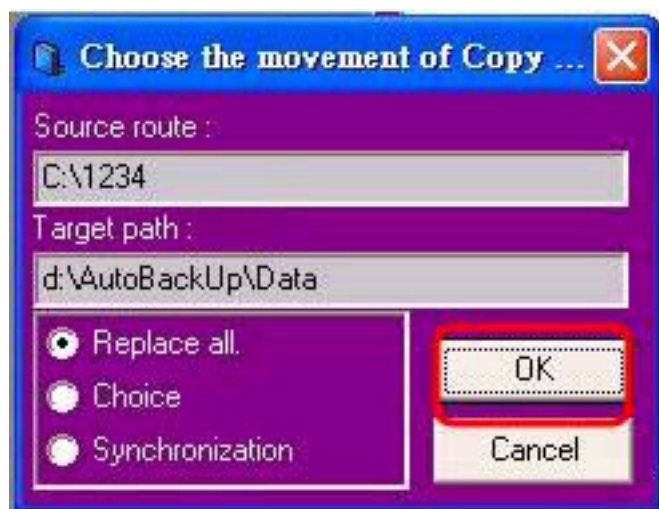 Choose the movement of Copy ...
Source route :
C:\1234
Target path :
d:\AutoBackUp\Data
Replace all.
Choice
Synchronization
OK
Cancel